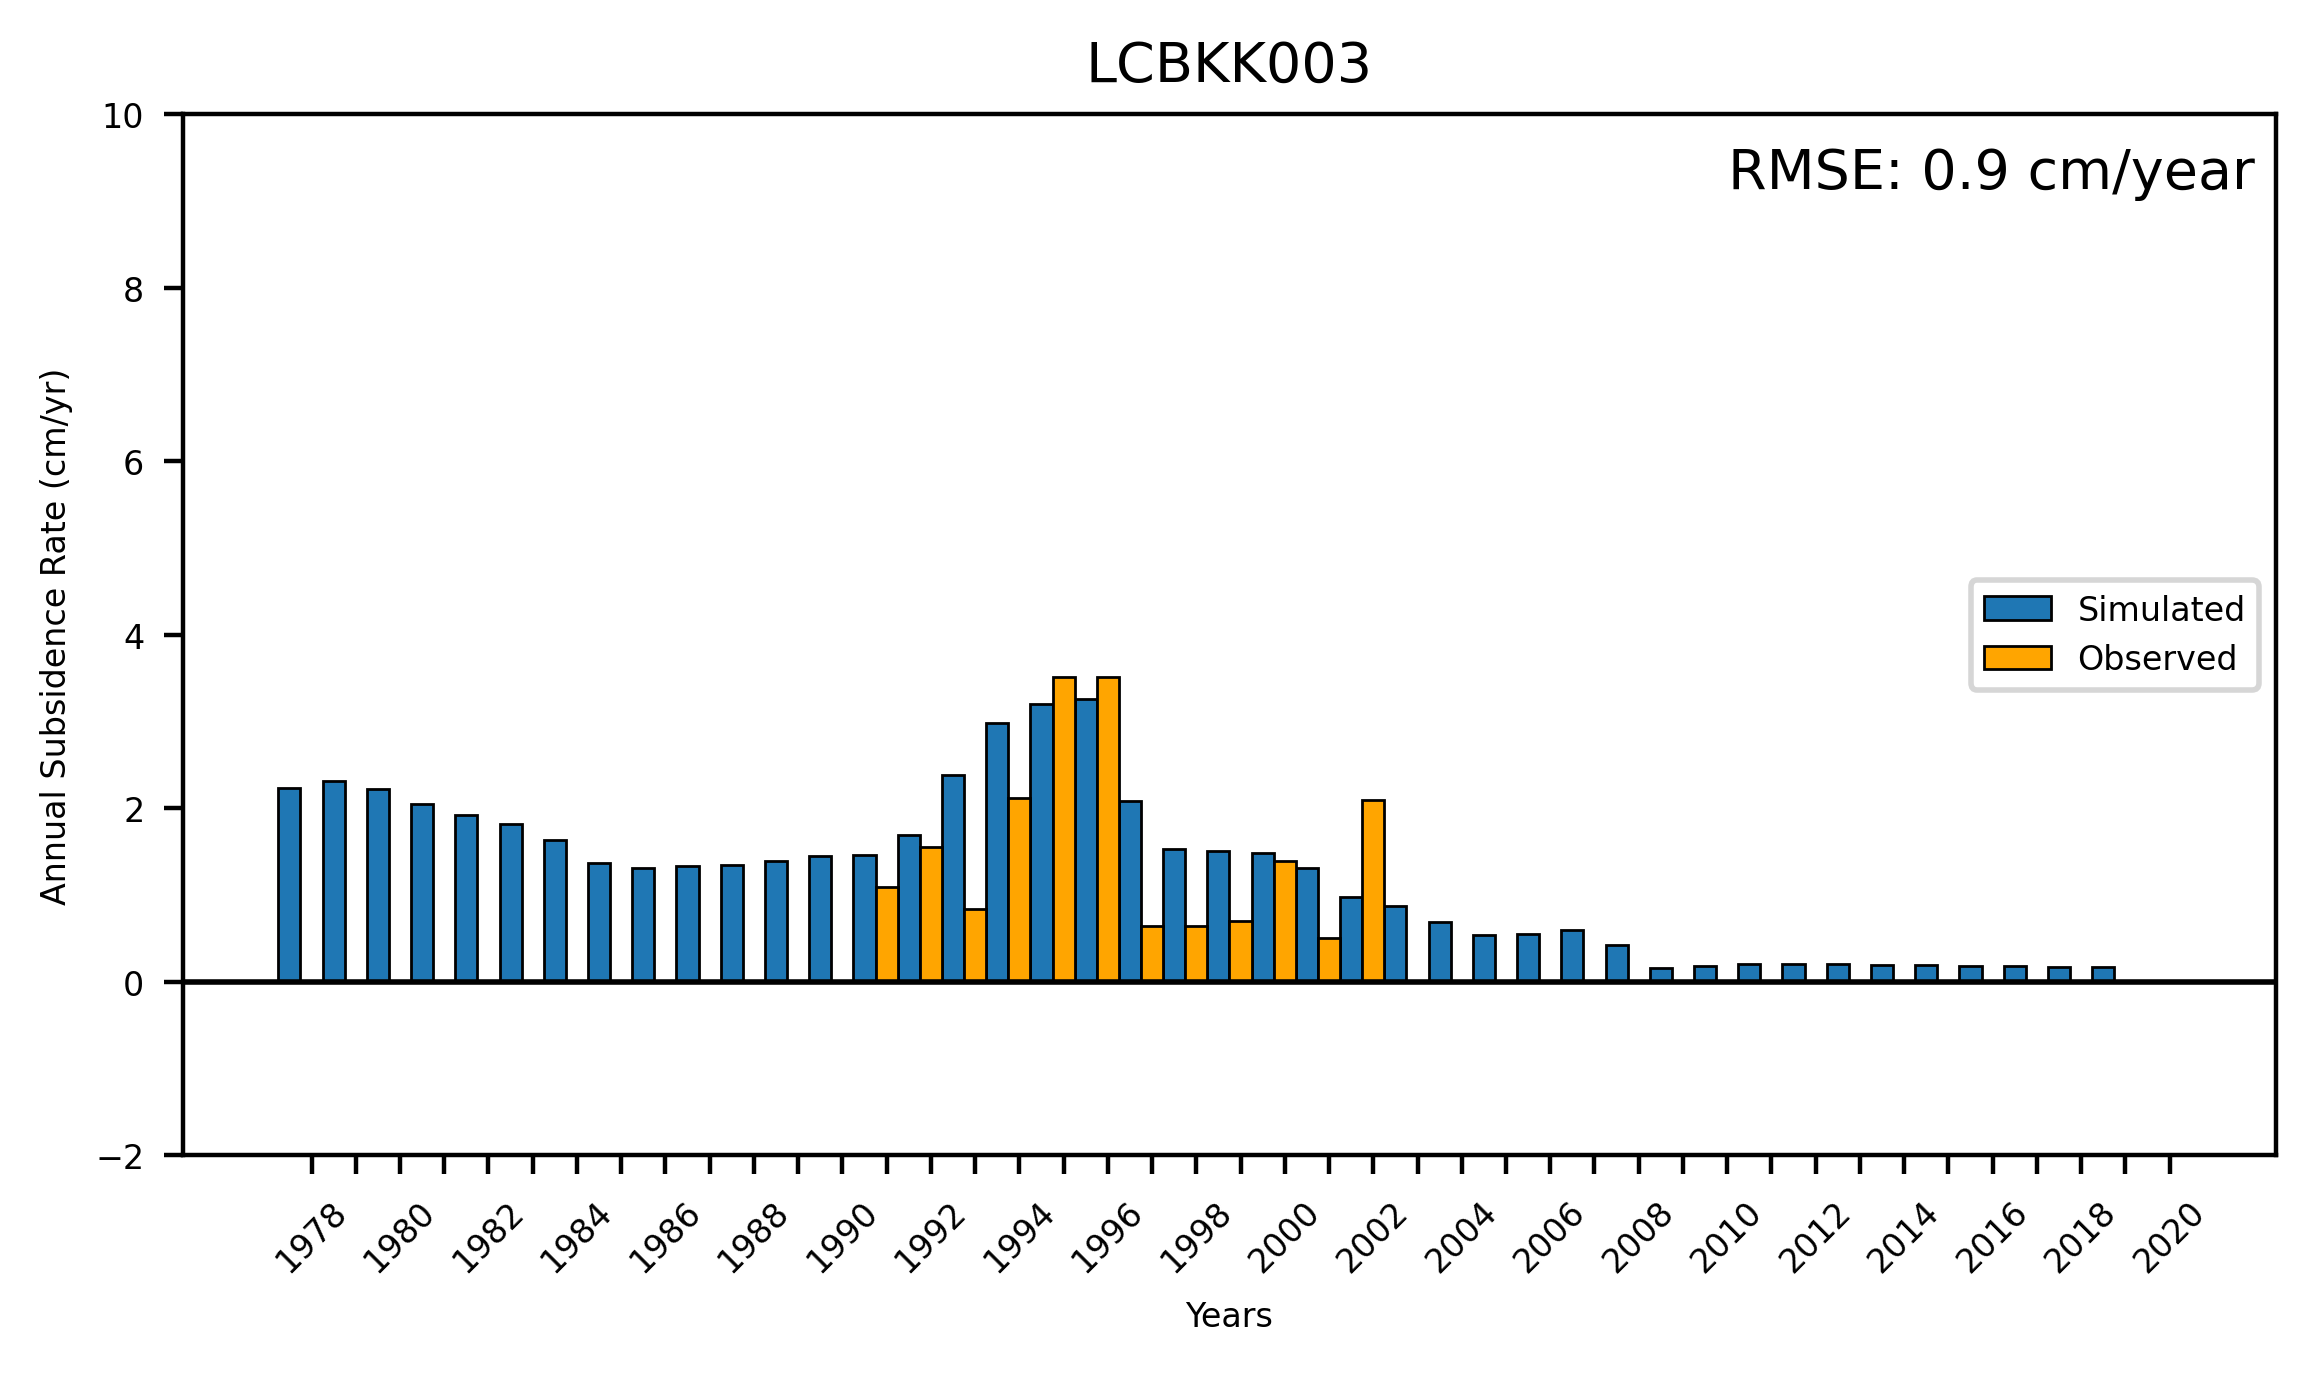 LCBKK003
RMSE: 0.9 cm/year
10
8
6
4
2
0
−2
Annual Subsidence Rate (cm/yr)
Simulated
Observed
1978 1980 1982 1984 1986 1988 1990 1992 1994 1996 1998 2000 2002 2004 2006 2008 2010 2012 2014 2016 2018 2020
Years